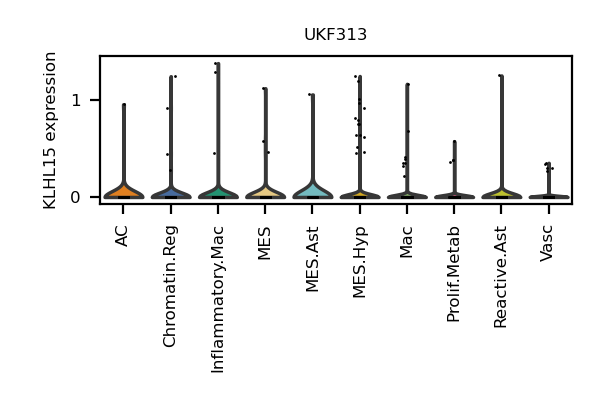 UKF313
KLHL15 expression
1
0
AC
Chromatin.Reg
Inflammatory.Mac
MES
MES.Ast
MES.Hyp
Mac
Prolif.Metab
Reactive.Ast
Vasc